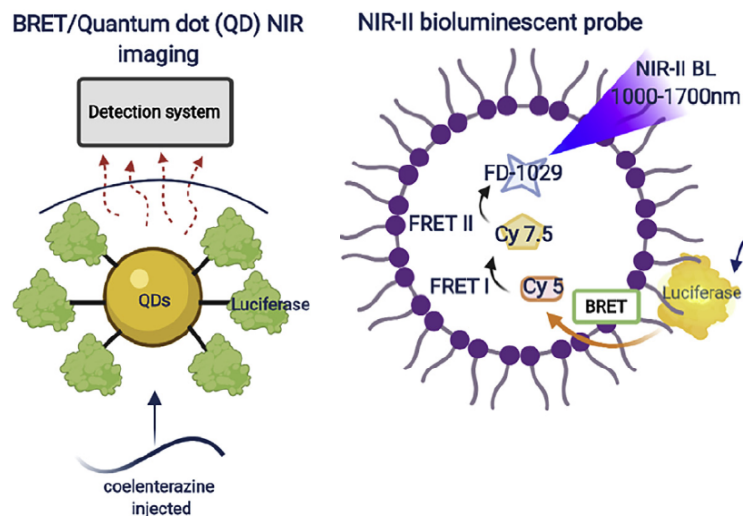 BRET/Quantum dot (QD) NIR
imaging
Detection system
QDs
Luciferase
coelenterazine
injected
NIR-II bioluminescent probe
NIR-II BL
1000-1700nm
FD-1029
FRET II
Cy 7.5
FRET I
Cy 5
BRET
Luciferase